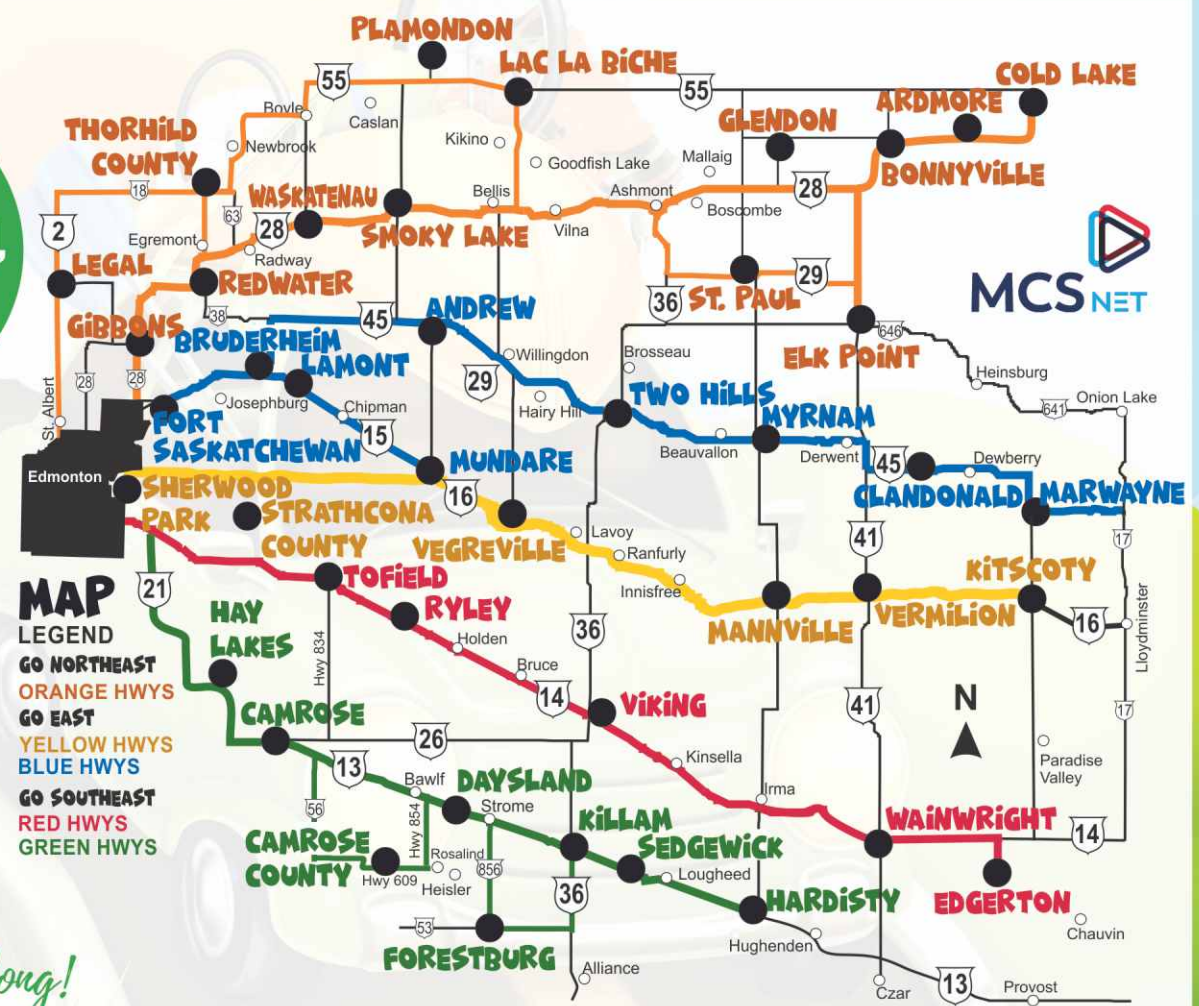 PLAMONDON
LAC LA BICHE
COLD LAKE
55
55
ARDMORE
Boyle
Caslan
GLENDON
THORHILD
COUNTY
Newbrook
Kikino
Goodfish Lake
Mallaig
BONNYVILLE
18
WASKATENAU
Bellis
Ashmont
28
63
Boscombe
2
28
SMOKY LAKE
Vilna
Egremont
Radway
LEGAL
REDWATER
29
36
ST. PAUL
MCS NET
38
45
ANDREW
GIBBONS
BRUDERHEIM
LAMONT
646
ELK POINT
Willingdon
Brosseau
28
28
29
Heinsburg
Josephburg
Chipman
Hairy Hill
TWO HILLS
641
Onion Lake
St. Albert
FORT
SASKATCHEWAN
15
MYRNAM
Beauvallon
Derwent
45
Dewberry
Edmonton
MUNDARE
CLANDONALD
MARWAYNE
SHERWOOD
PARK
16
STRATHCONA
COUNTY
VEGREVILLE
Lavoy
Ranfurly
Innisfree
41
17
KITSCOTY
MAP
LEGEND
21
TOFIELD
RYLEY
MANNVILLE
VERMILION
16
Lloydminster
HAY
LAKES
Hwy 834
Holden
36
GO NORTHEAST
ORANGE HWYS
GO EAST
YELLOW HWYS
BLUE HWYS
GO SOUTHEAST
RED HWYS
GREEN HWYS
Bruce
14
VIKING
41
N
17
CAMROSE
26
13
Kinsella
Paradise
Valley
Bawlf
DAYSLAND
Strome
Irma
56
Hwy 854
KILLAM
WAINWRIGHT
14
CAMROSE
COUNTY
Hwy 609
Rosalind
Heisler
856
SEDGEWICK
Lougheed
36
HARDISTY
EDGERTON
53
FORESTBURG
Hughenden
Chauvin
Alliance
Czar
13
Provost
ong!